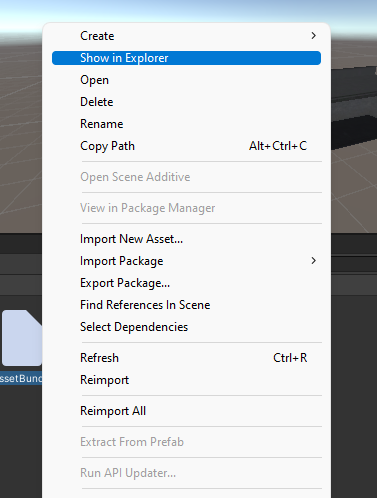 Create
Show in Explorer
Open
Delete
Rename
Copy Path Alt+Ctrl+C
Open Scene Additive
View in Package Manager
Import New Asset...
Import Package
Export Package...
Find References In Scene
Select Dependencies
ssetBund
Refresh Ctrl+R
Reimport
Reimport All
Extract From Prefab
Run API Updater...